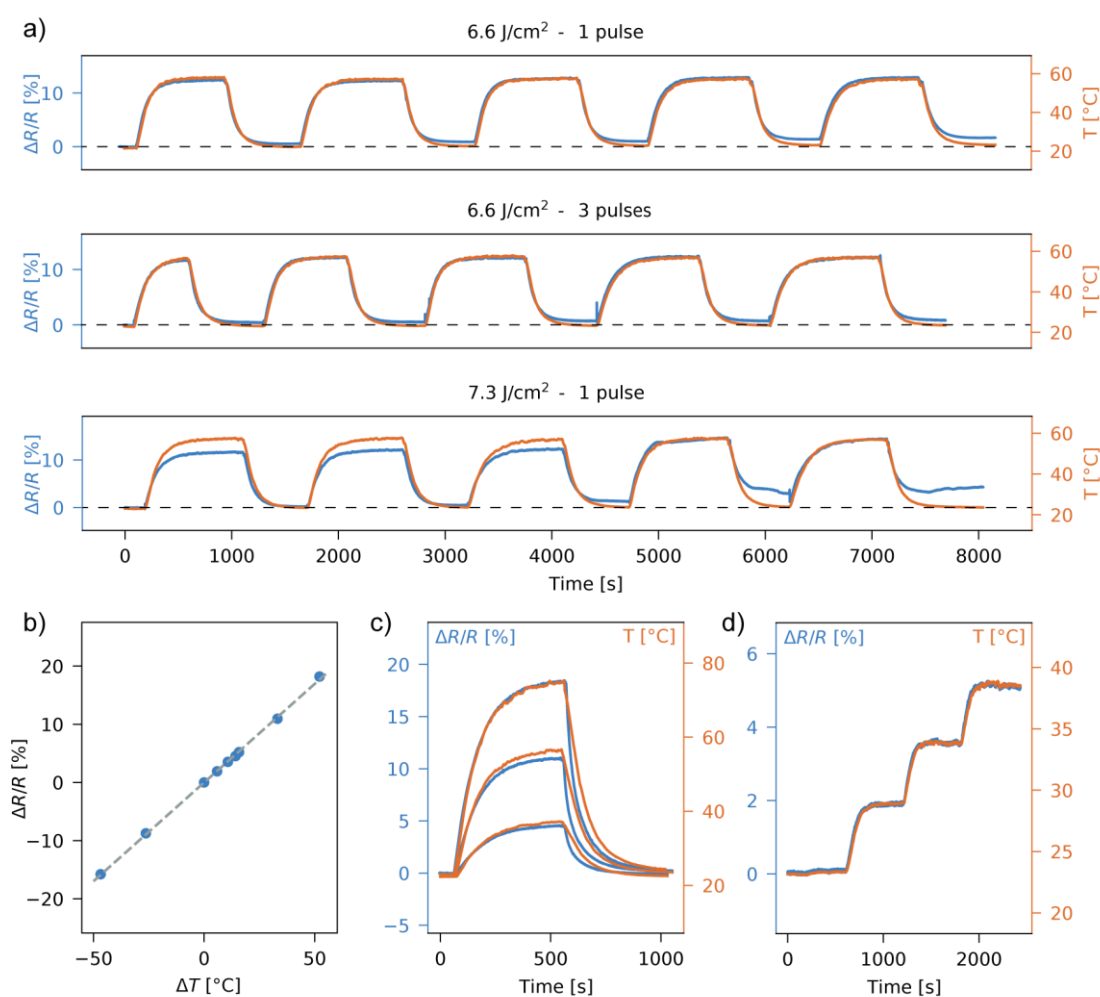 a)
6.6 J/cm² - 1 pulse
ΔR/R [%]
10
0
60
40
20
T [°C]
6.6 J/cm² - 3 pulses
ΔR/R [%]
10
0
60
40
20
T [°C]
7.3 J/cm² - 1 pulse
ΔR/R [%]
10
0
60
40
20
T [°C]
0 1000 2000 3000 4000 5000 6000 7000 8000
Time [s]
b)
ΔR/R [%]
20
10
0
−10
−20
−50 0 50
ΔT [°C]
c)
ΔR/R [%] T [°C]
20
15
10
5
0
−5
80
60
40
20
0 500 1000
Time [s]
d)
ΔR/R [%] T [°C]
6
4
2
0
40
35
30
25
20
0 1000 2000
Time [s]